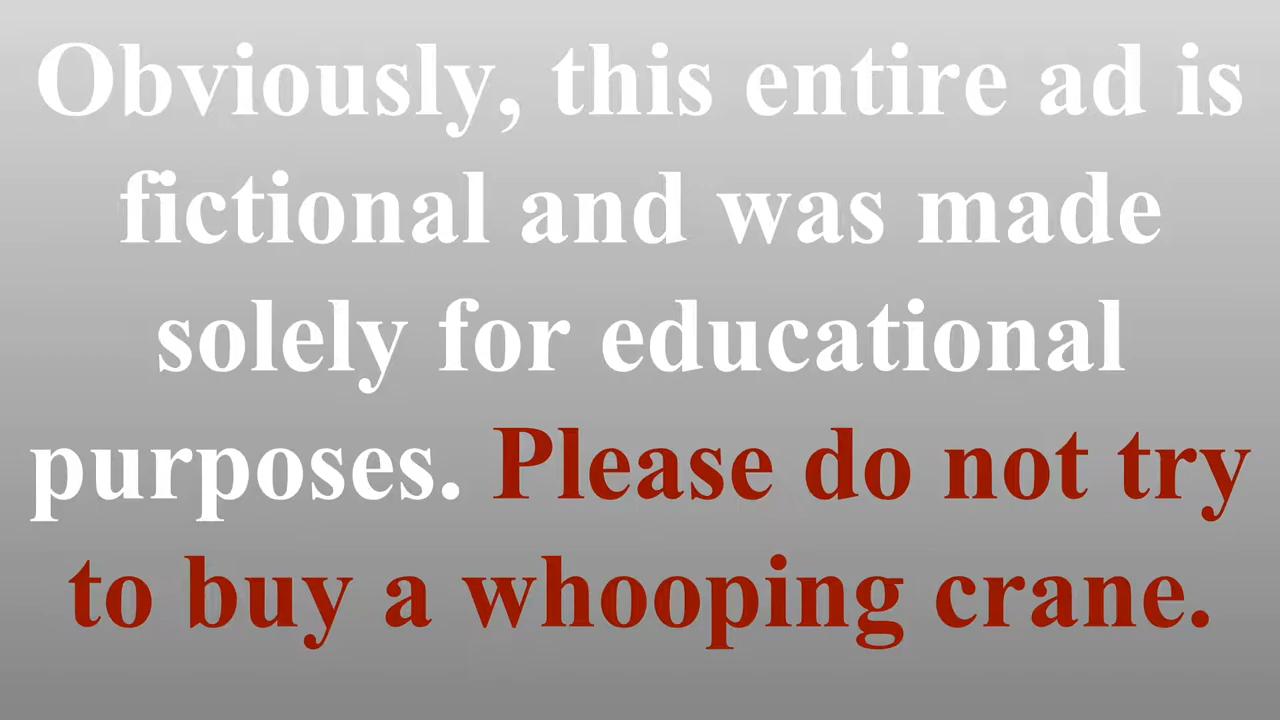 Obviously, this entire ad is
fictional and was made
solely for educational
purposes. Please do not try
to buy a whooping crane.